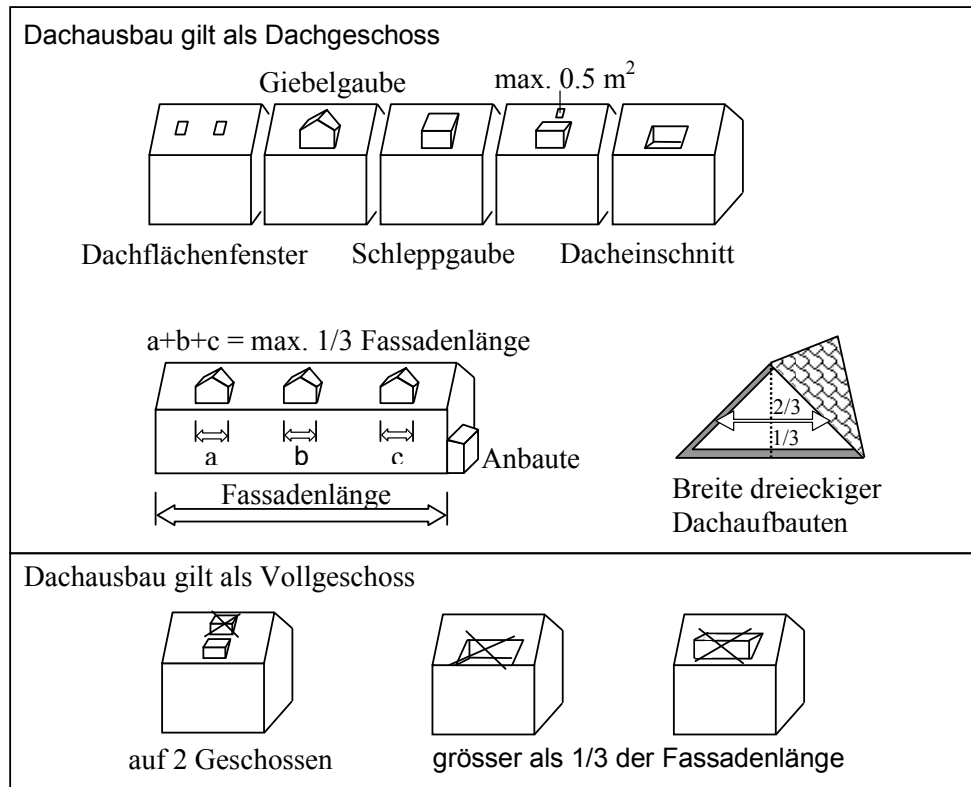 Dachausbau gilt als Dachgeschoss
Giebelgaube
max. 0.5 m²
Dachflächenfenster
Schleppgaube
Dacheinschnitt
a+b+c = max. 1/3 Fassadenlänge
a
b
c
Anbaute
Fassadenlänge
2/3
1/3
Breite dreieckiger
Dachaufbauten
Dachausbau gilt als Vollgeschoss
auf 2 Geschossen
grösser als 1/3 der Fassadenlänge